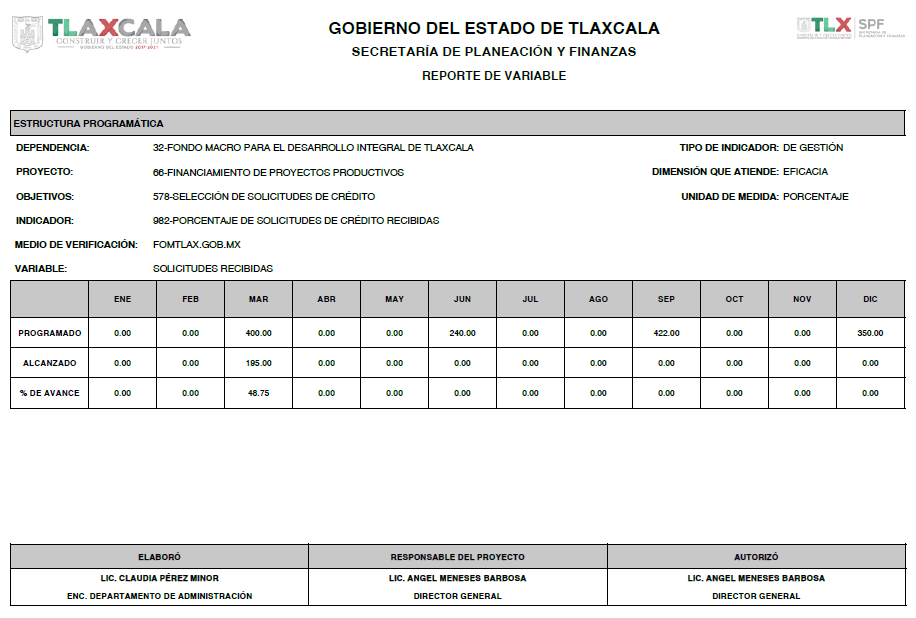 TLAXCALA
CONSTRUIR Y CRECER JUNTOS
GOBIERNO DEL ESTADO 2017-2021
GOBIERNO DEL ESTADO DE TLAXCALA
SECRETARÍA DE PLANEACIÓN Y FINANZAS
REPORTE DE VARIABLE
TLX SPF
ESTRUCTURA PROGRAMÁTICA
DEPENDENCIA: 32-FONDO MACRO PARA EL DESARROLLO INTEGRAL DE TLAXCALA TIPO DE INDICADOR: DE GESTIÓN
PROYECTO: 66-FINANCIAMIENTO DE PROYECTOS PRODUCTIVOS DIMENSIÓN QUE ATIENDE: EFICACIA
OBJETIVOS: 578-SELECCIÓN DE SOLICITUDES DE CRÉDITO UNIDAD DE MEDIDA: PORCENTAJE
INDICADOR: 982-PORCENTAJE DE SOLICITUDES DE CRÉDITO RECIBIDAS
MEDIO DE VERIFICACIÓN: FOMTLAX.GOB.MX
VARIABLE: SOLICITUDES RECIBIDAS
ENE FEB MAR ABR MAY JUN JUL AGO SEP OCT NOV DIC
PROGRAMADO 0.00 0.00 400.00 0.00 0.00 240.00 0.00 0.00 422.00 0.00 0.00 350.00
ALCANZADO 0.00 0.00 195.00 0.00 0.00 0.00 0.00 0.00 0.00 0.00 0.00 0.00
% DE AVANCE 0.00 0.00 48.75 0.00 0.00 0.00 0.00 0.00 0.00 0.00 0.00 0.00
ELABORÓ RESPONSABLE DEL PROYECTO AUTORIZÓ
LIC. CLAUDIA PÉREZ MINOR LIC. ANGEL MENESES BARBOSA LIC. ANGEL MENESES BARBOSA
ENC. DEPARTAMENTO DE ADMINISTRACIÓN DIRECTOR GENERAL DIRECTOR GENERAL